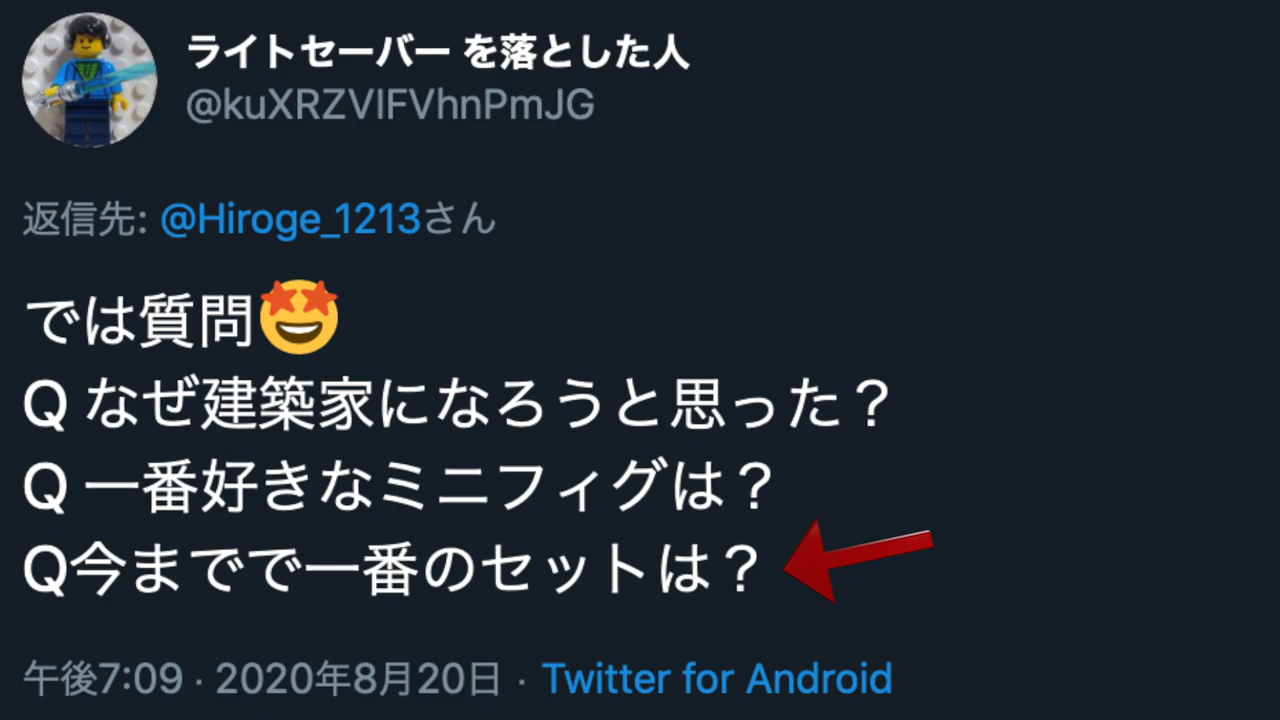 ライトセーバー を落とした人
@kuXRZVIFVhnPmJG
返信先: @Hiroge_1213さん
では質問🤩
Q なぜ建築家になろうと思った？
Q 一番好きなミニフィグは？
Q今までで一番のセットは？
午後7:09 · 2020年8月20日 · Twitter for Android